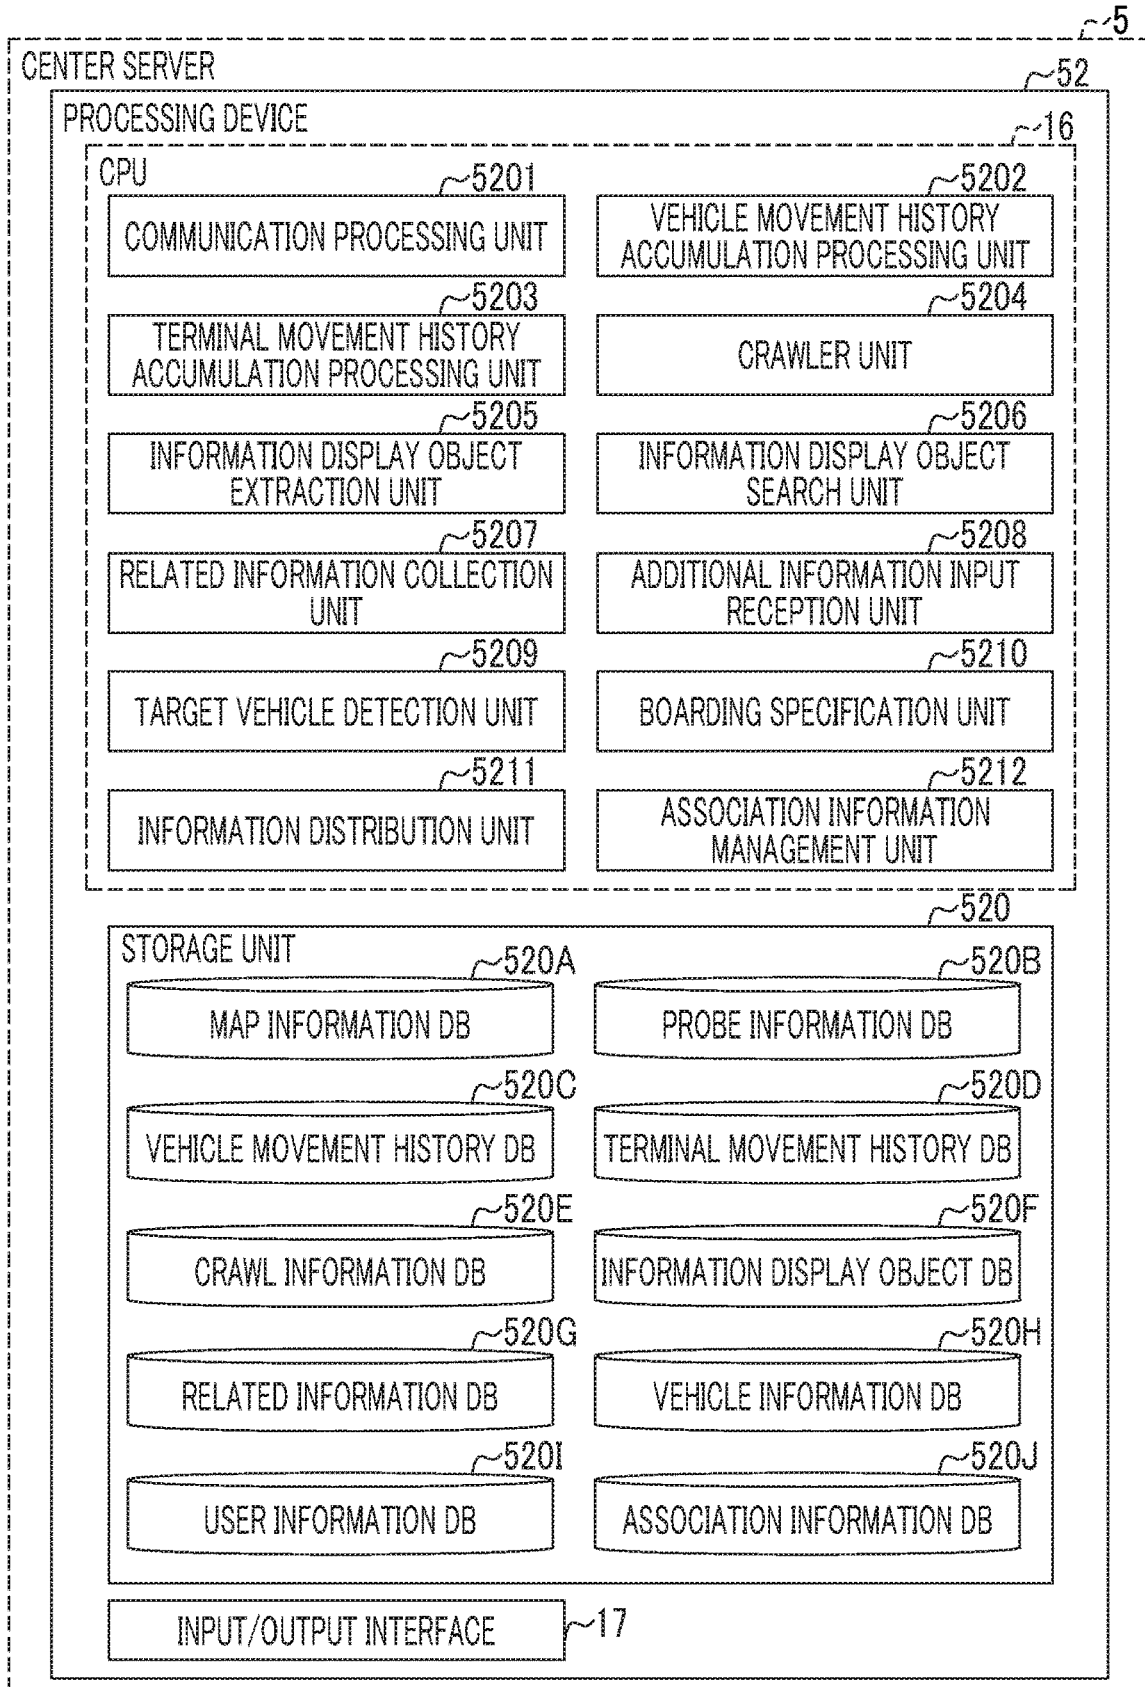 5
CENTER SERVER
52
PROCESSING DEVICE
16
CPU
5201
COMMUNICATION PROCESSING UNIT
5202
VEHICLE MOVEMENT HISTORY
ACCUMULATION PROCESSING UNIT
5203
TERMINAL MOVEMENT HISTORY
ACCUMULATION PROCESSING UNIT
5204
CRAWLER UNIT
5205
INFORMATION DISPLAY OBJECT
EXTRACTION UNIT
5206
INFORMATION DISPLAY OBJECT
SEARCH UNIT
5207
RELATED INFORMATION COLLECTION
UNIT
5208
ADDITIONAL INFORMATION INPUT
RECEPTION UNIT
5209
TARGET VEHICLE DETECTION UNIT
5210
BOARDING SPECIFICATION UNIT
5211
INFORMATION DISTRIBUTION UNIT
5212
ASSOCIATION INFORMATION
MANAGEMENT UNIT
520
STORAGE UNIT
520A
MAP INFORMATION DB
520B
PROBE INFORMATION DB
520C
VEHICLE MOVEMENT HISTORY DB
520D
TERMINAL MOVEMENT HISTORY DB
520E
CRAWL INFORMATION DB
520F
INFORMATION DISPLAY OBJECT DB
520G
RELATED INFORMATION DB
520H
VEHICLE INFORMATION DB
520I
USER INFORMATION DB
520J
ASSOCIATION INFORMATION DB
INPUT/OUTPUT INTERFACE
17